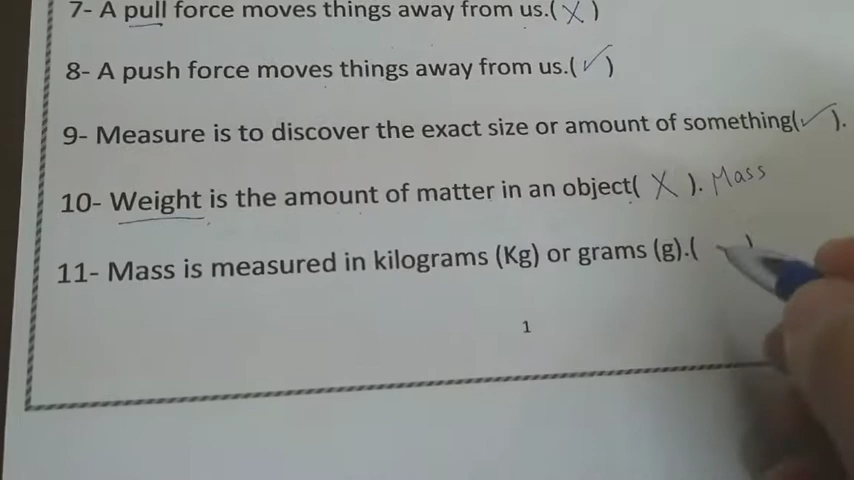 7- A pull force moves things away from us.(X)
8- A push force moves things away from us.(✓)
9- Measure is to discover the exact size or amount of something(✓).
10- Weight is the amount of matter in an object( X ). Mass
11- Mass is measured in kilograms (Kg) or grams (g).( )
1